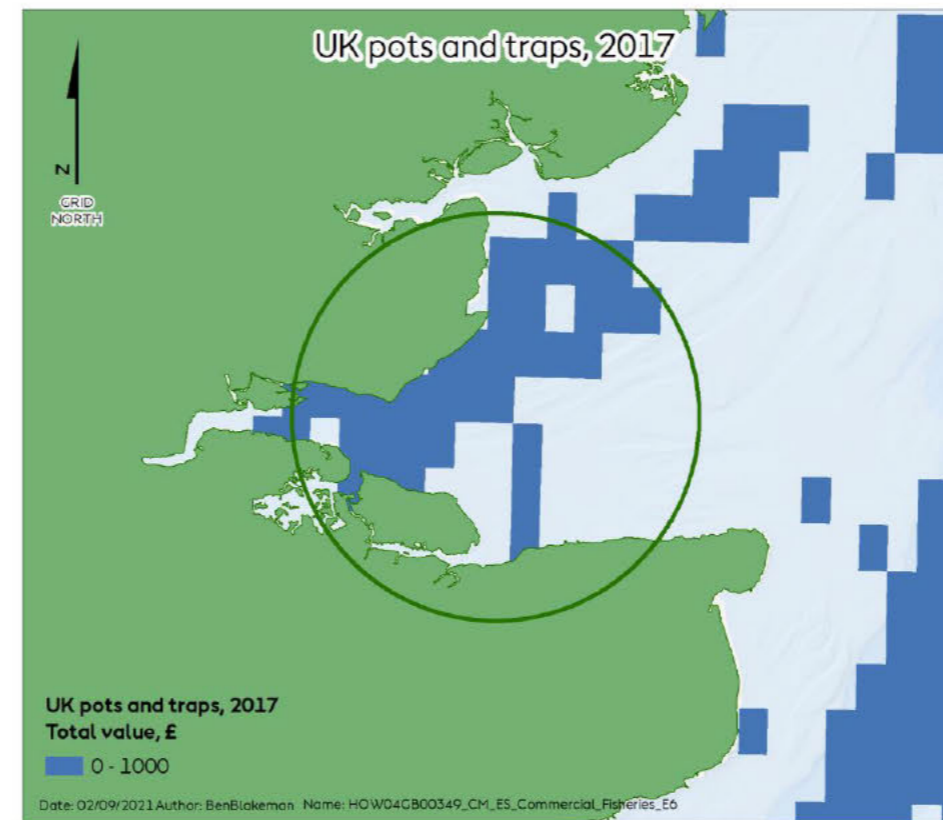 UK pots and traps, 2017
N
GRID
NORTH
UK pots and traps, 2017
Total value, £
0 - 1000
Date: 02/09/2021 Author: BenBlakeman Name: HOW04GB00349_CM_ES_Commercial_Fisheries_E6